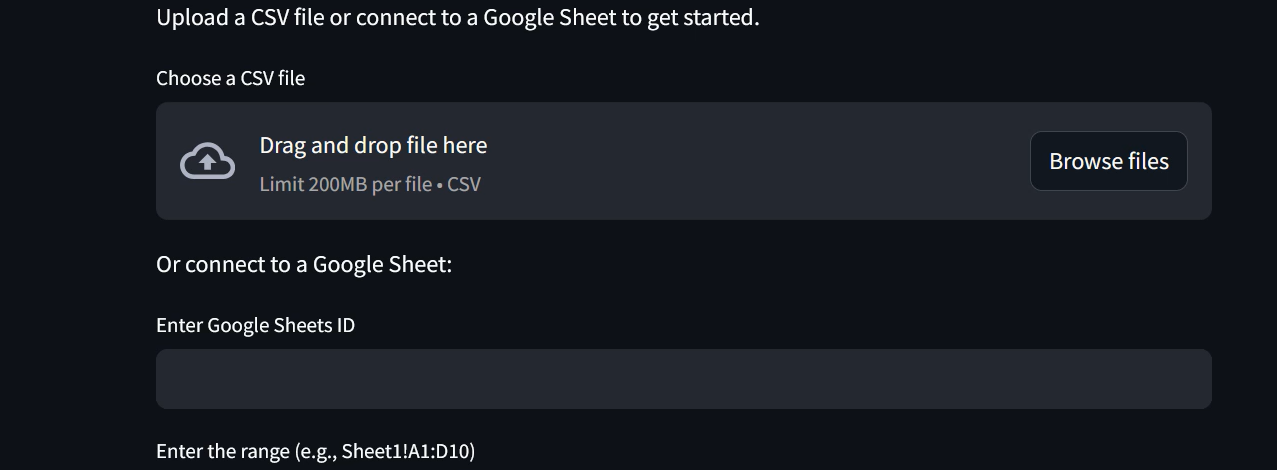 Upload a CSV file or connect to a Google Sheet to get started.
Choose a CSV file
Drag and drop file here
Limit 200MB per file • CSV
Browse files
Or connect to a Google Sheet:
Enter Google Sheets ID
Enter the range (e.g., Sheet1!A1:D10)